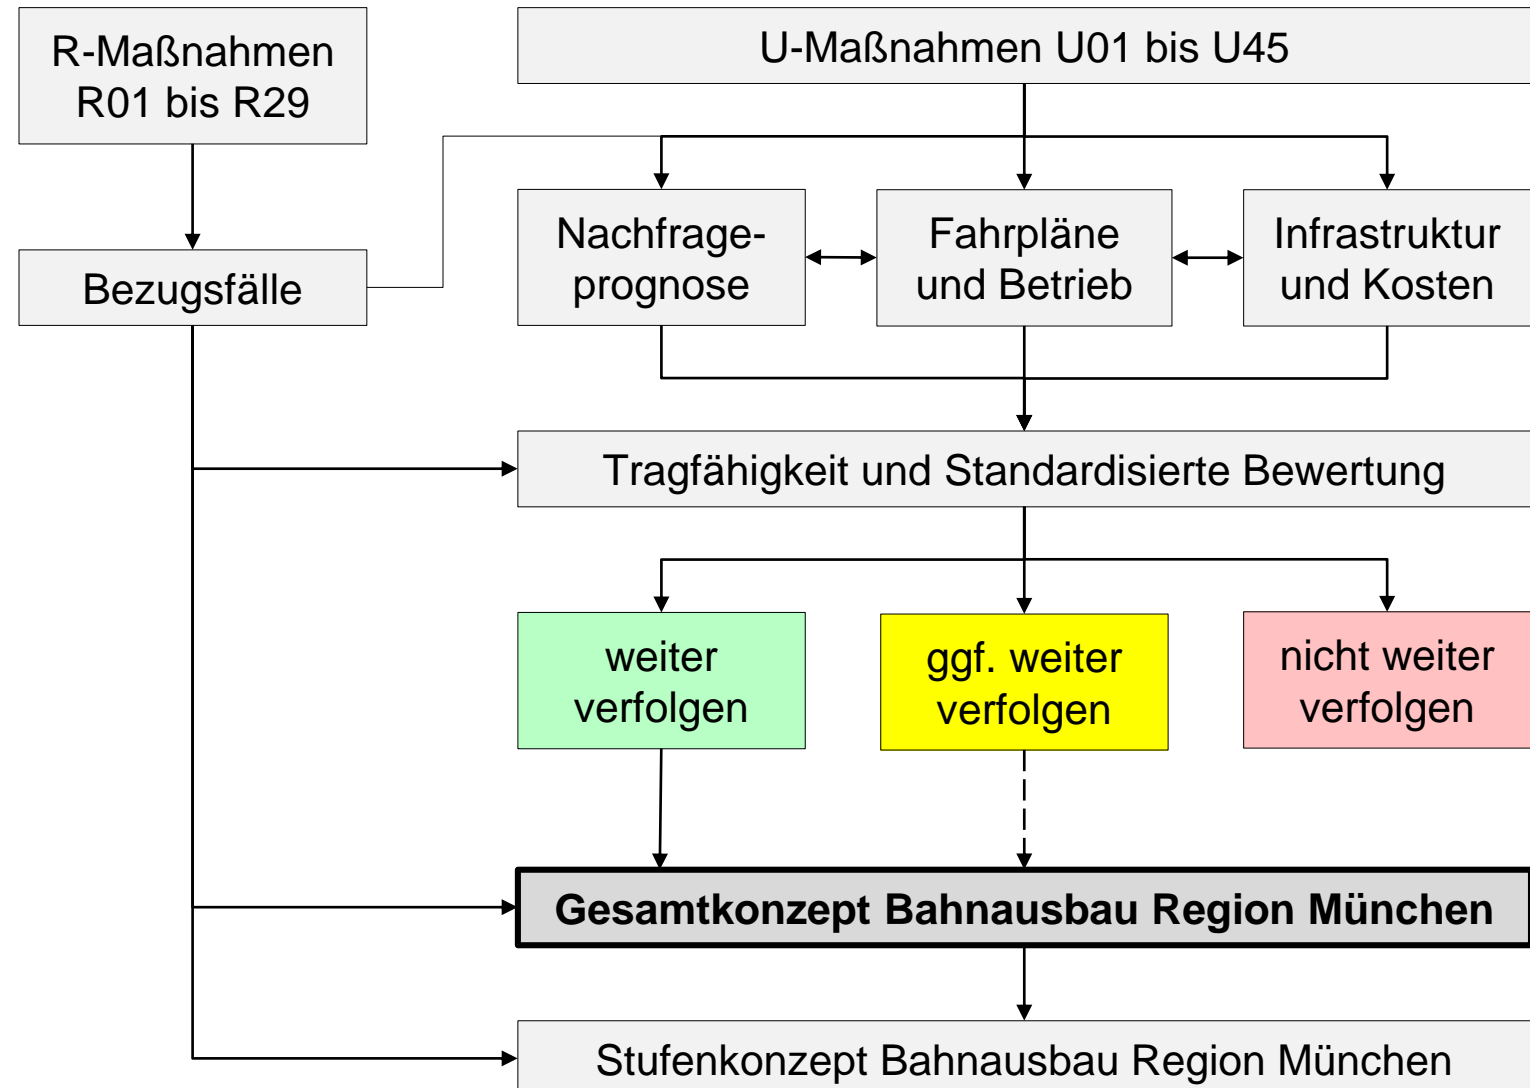 R-Maßnahmen
R01 bis R29
U-Maßnahmen U01 bis U45
Bezugsfälle
Nachfrage-
prognose
Fahrpläne
und Betrieb
Infrastruktur
und Kosten
Tragfähigkeit und Standardisierte Bewertung
weiter
verfolgen
ggf. weiter
verfolgen
nicht weiter
verfolgen
Gesamtkonzept Bahnausbau Region München
Stufenkonzept Bahnausbau Region München